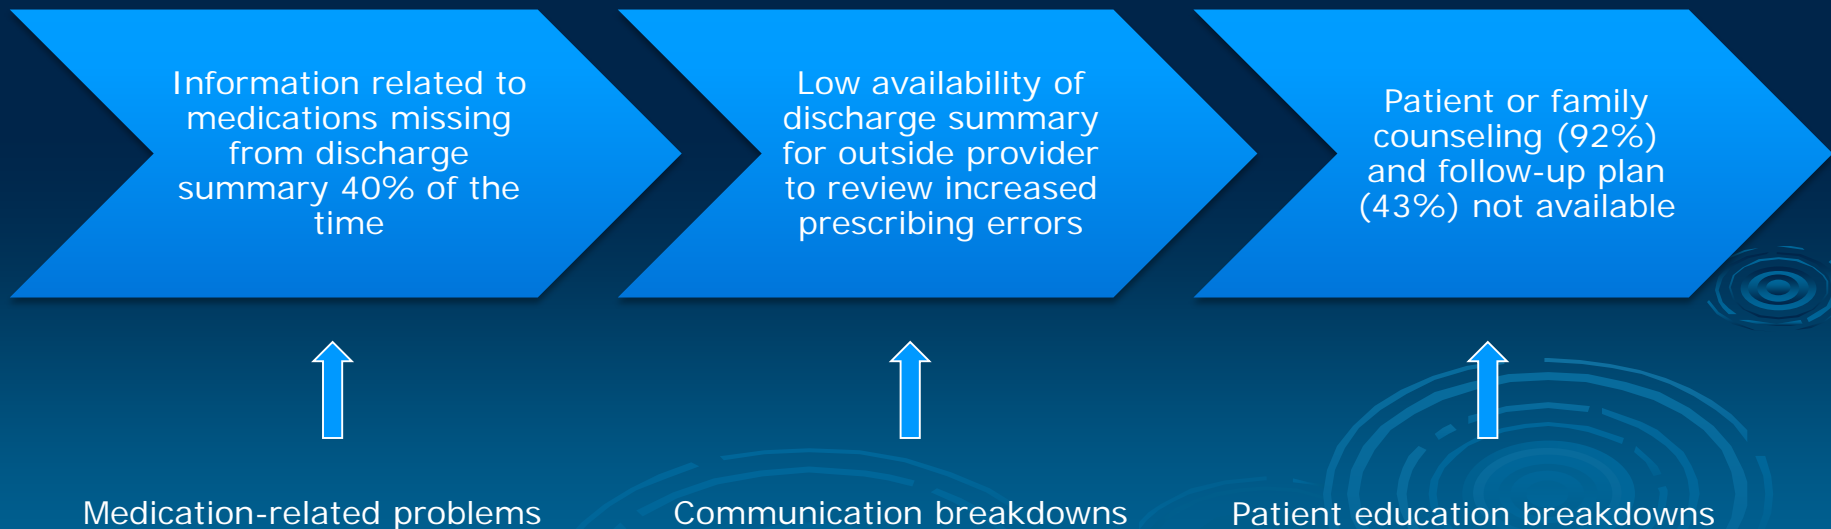 Information related to
medications missing
from discharge
summary 40% of the
time
Low availability of
discharge summary
for outside provider
to review increased
prescribing errors
Patient or family
counseling (92%)
and follow-up plan
(43%) not available
Medication-related problems
Communication breakdowns
Patient education breakdowns